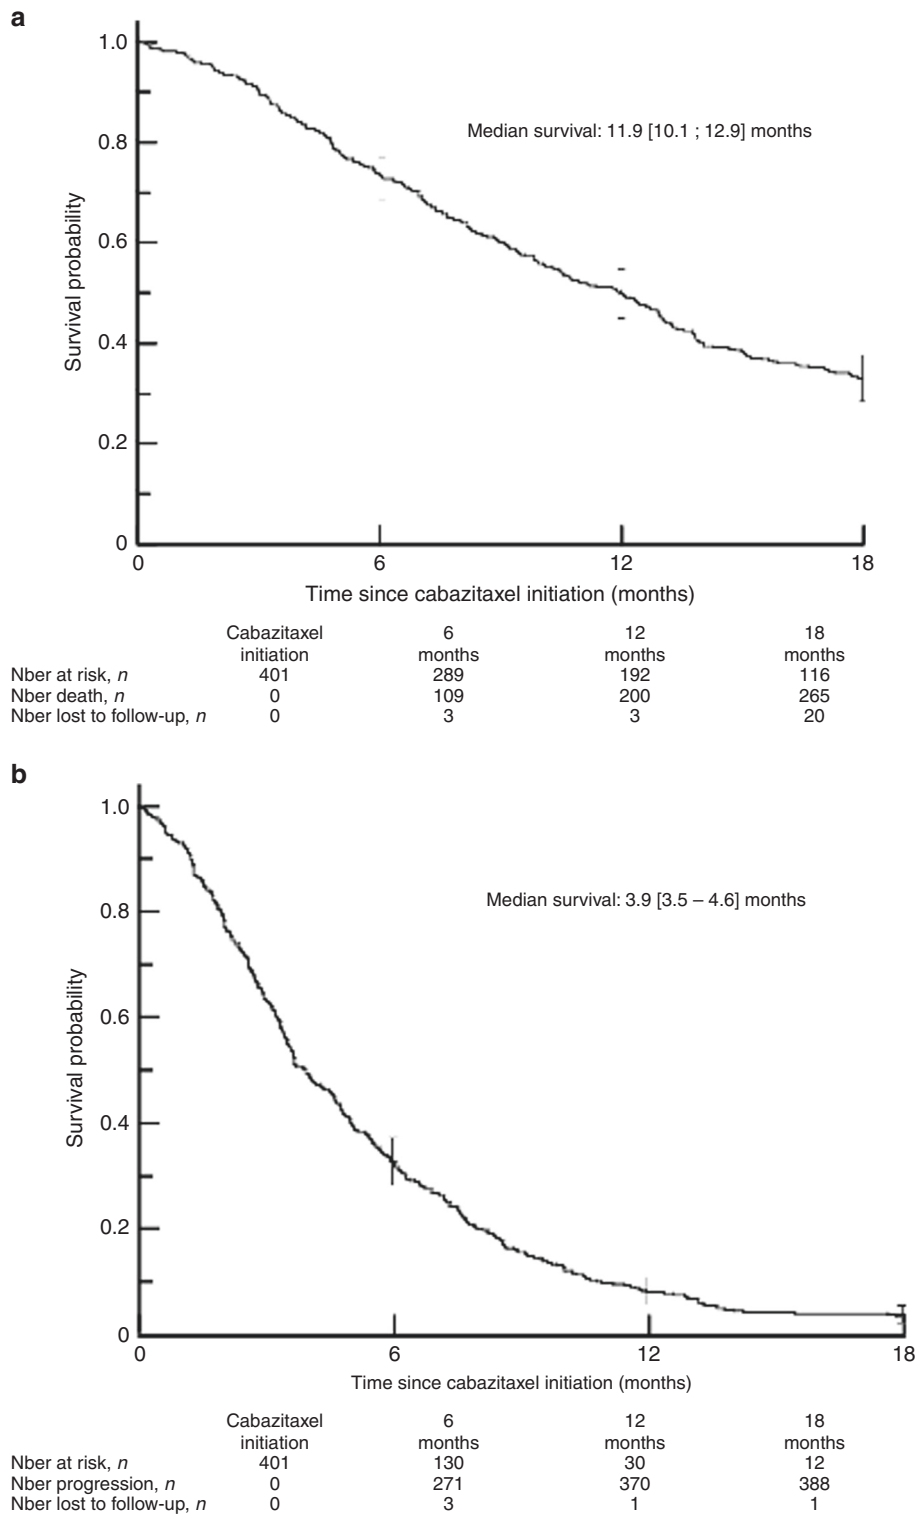 a
1.0
0.8
0.6
0.4
0.2
0
Survival probability
Median survival: 11.9 [10.1 ; 12.9] months
0 6 12 18
Time since cabazitaxel initiation (months)
Cabazitaxel 6 12 18
initiation months months months
Nber at risk, n 401 289 192 116
Nber death, n 0 109 200 265
Nber lost to follow-up, n 0 3 3 20
b
1.0
0.8
0.6
0.4
0.2
0
Survival probability
Median survival: 3.9 [3.5 – 4.6] months
0 6 12 18
Time since cabazitaxel initiation (months)
Cabazitaxel 6 12 18
initiation months months months
Nber at risk, n 401 130 30 12
Nber progression, n 0 271 370 388
Nber lost to follow-up, n 0 3 1 1